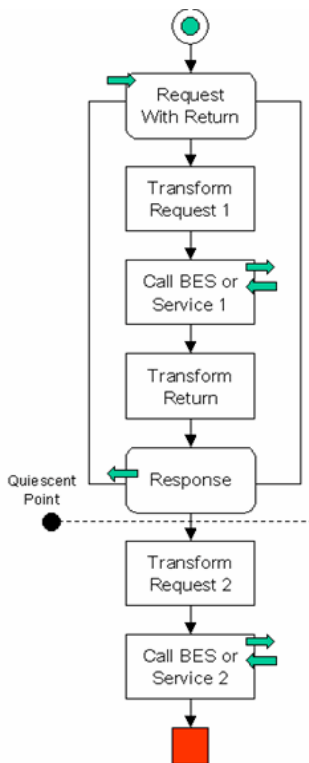 Request
With Return
Transform
Request 1
Call BES or
Service 1
Transform
Return
Response
Quiescent
Point
Transform
Request 2
Call BES or
Service 2